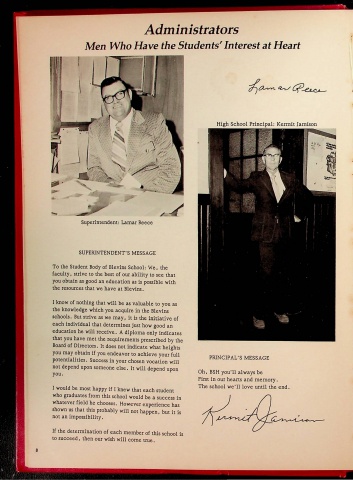 Administrators
Men Who Have the Students' Interest at Heart
Lamar Reece
High School Principal: Kermit Jamison
Superintendent: Lamar Reece
SUPERINTENDENT'S MESSAGE
To the Student Body of Blevins School: We, the
faculty, strive to the best of our ability to see that
you obtain as good an education as is possible with
the resources that we have at Blevins.
I know of nothing that will be as valuable to you as
the knowledge which you acquire in the Blevins
schools. But strive as we may, it is the initiative of
each individual that determines just how good an
education he will receive. A diploma only indicates
that you have met the requirements prescribed by the
Board of Directors. It does not indicate what heights
you may obtain if you endeavor to achieve your full
potentialities. Success in your chosen vocation will
not depend upon someone else. It will depend upon
you.
I would be most happy if I knew that each student
who graduates from this school would be a success in
whatever field he chooses. However experience has
shown us that this probably will not happen, but it is
not an impossibility.
If the determination of each member of this school is
to succeed, then our wish will come true.
PRINCIPAL'S MESSAGE
Oh, BSH you'll always be
First in our hearts and memory.
The school we'll love until the end.
Kermit Jamison
8